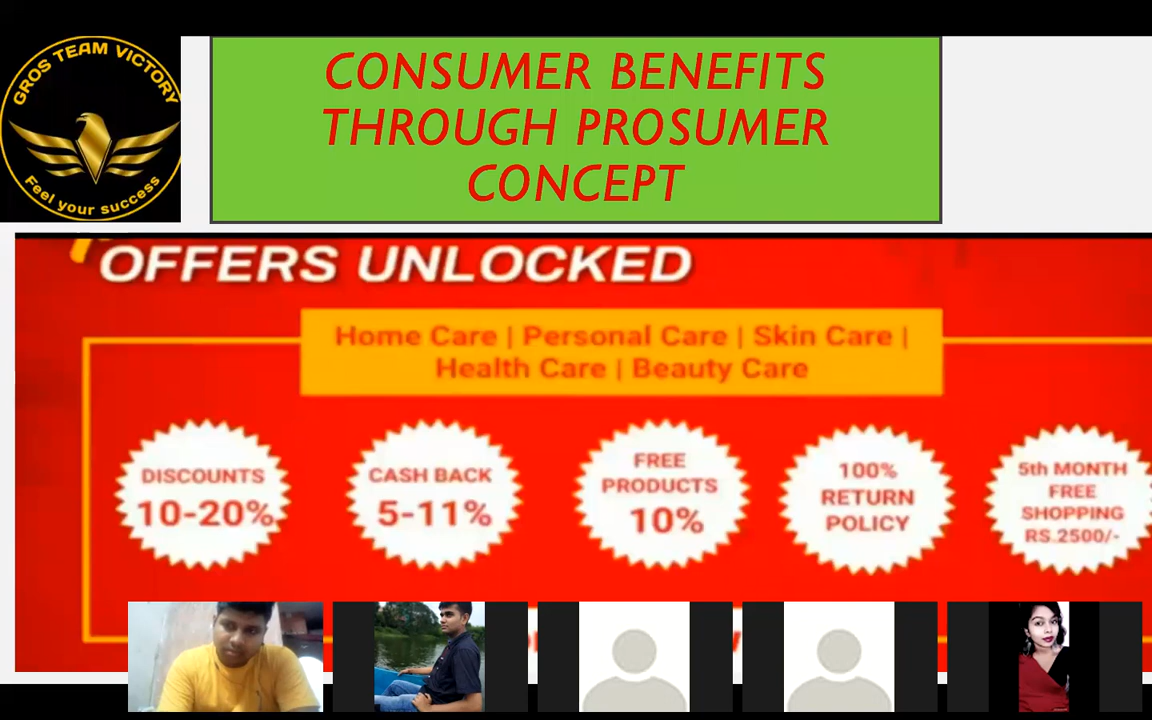 GROS TEAM VICTORY
Feel your success
CONSUMER BENEFITS
THROUGH PROSUMER
CONCEPT
OFFERS UNLOCKED
Home Care | Personal Care | Skin Care |
Health Care | Beauty Care
DISCOUNTS
10-20%
CASH BACK
5-11%
FREE
PRODUCTS
10%
100%
RETURN
POLICY
5th MONTH
FREE
SHOPPING
RS.2500/-